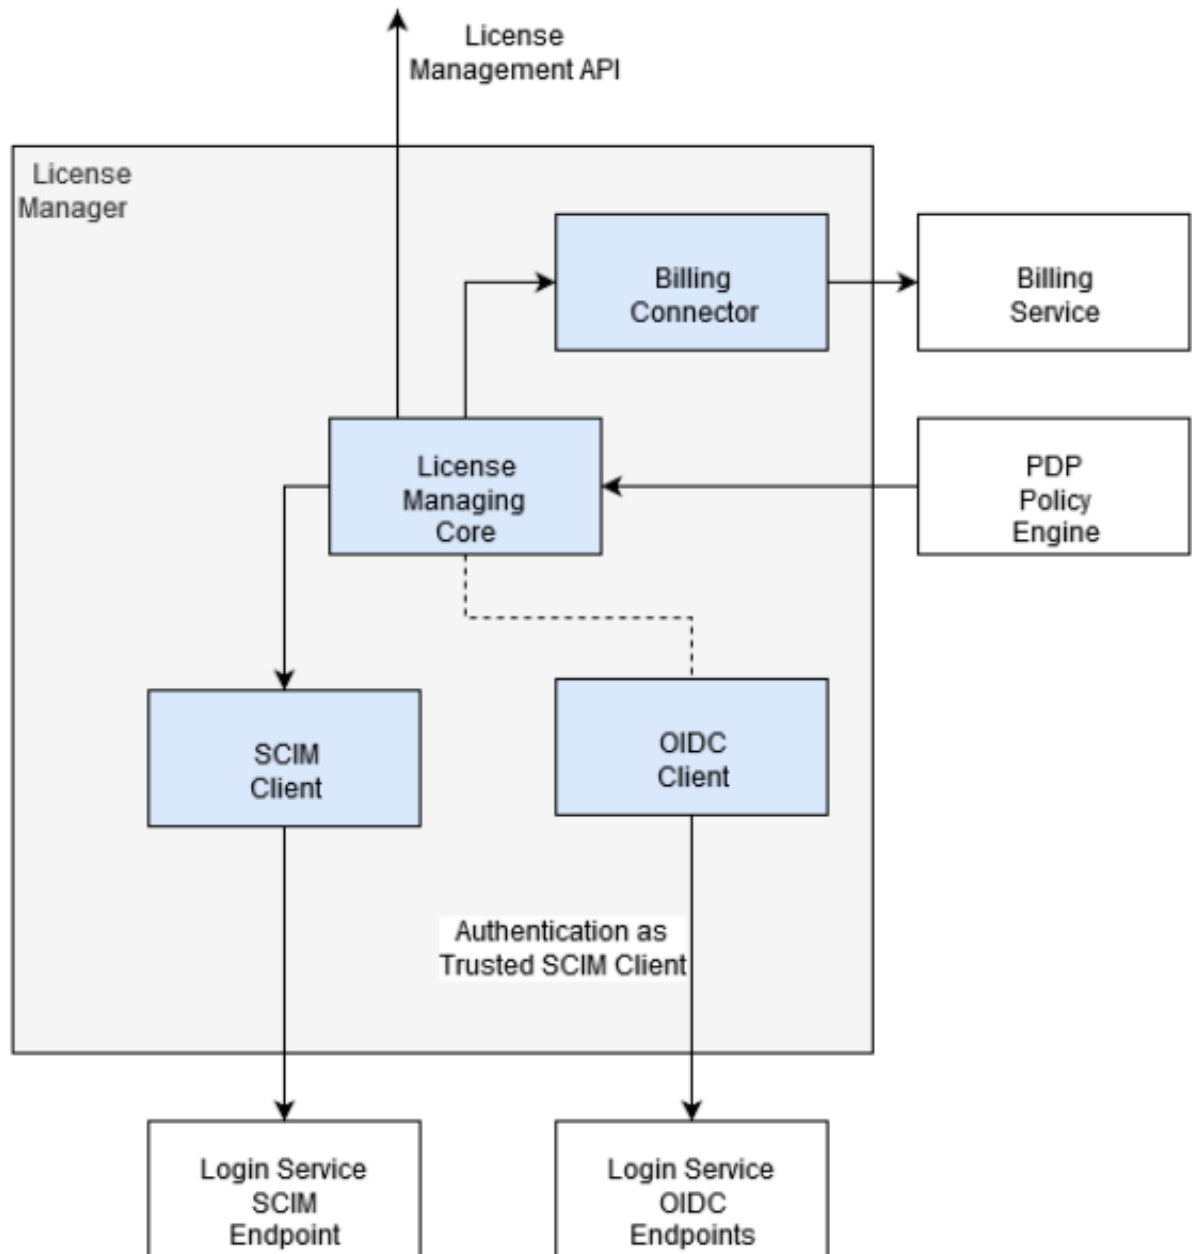 License
Management API
License
Manager
Billing
Connector
Billing
Service
License
Managing
Core
PDP
Policy
Engine
SCIM
Client
OIDC
Client
Authentication as
Trusted SCIM Client
Login Service
SCIM
Endpoint
Login Service
OIDC
Endpoints